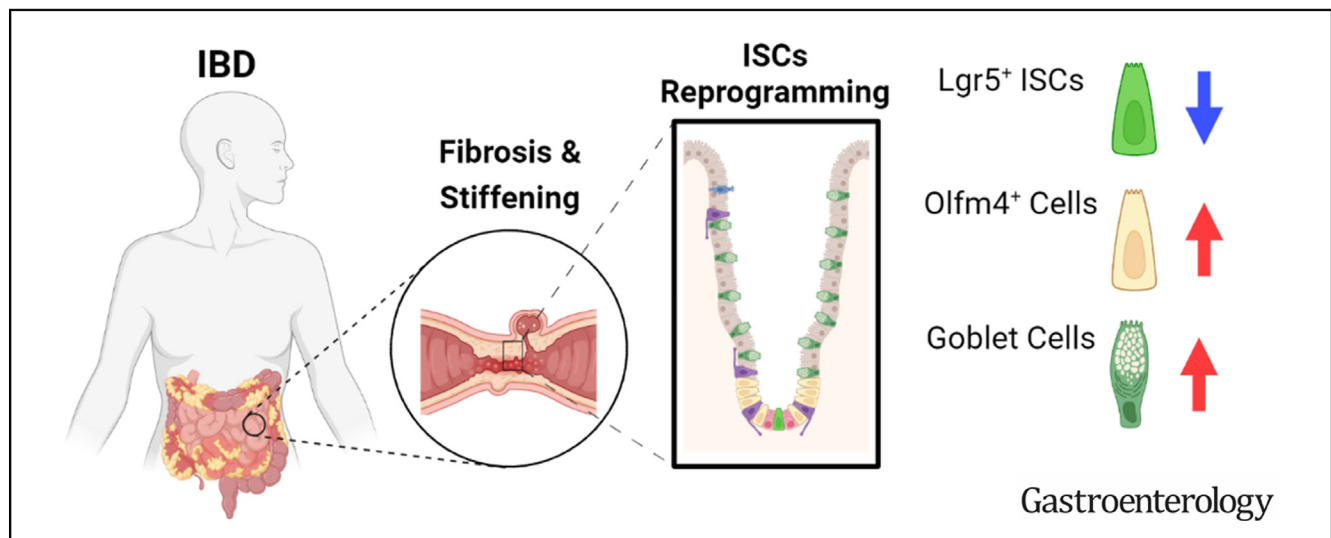 IBD
Fibrosis &
Stiffening
ISCs
Reprogramming
Lgr5⁺ ISCs
Olfm4⁺ Cells
Goblet Cells
Gastroenterology